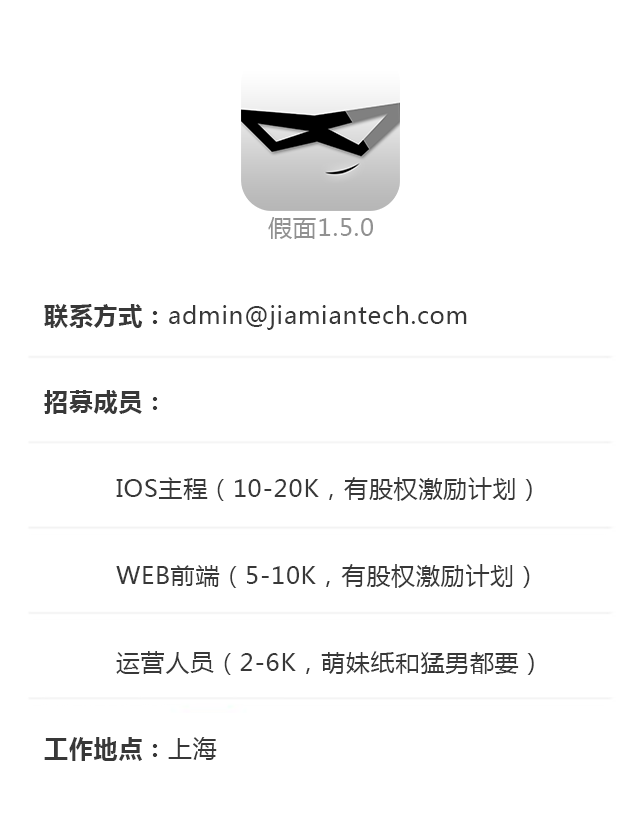 假面1.5.0
联系方式：admin@jiamiantech.com
招募成员：
IOS主程（10-20K，有股权激励计划）
WEB前端（5-10K，有股权激励计划）
运营人员（2-6K，萌妹纸和猛男都要）
工作地点：上海